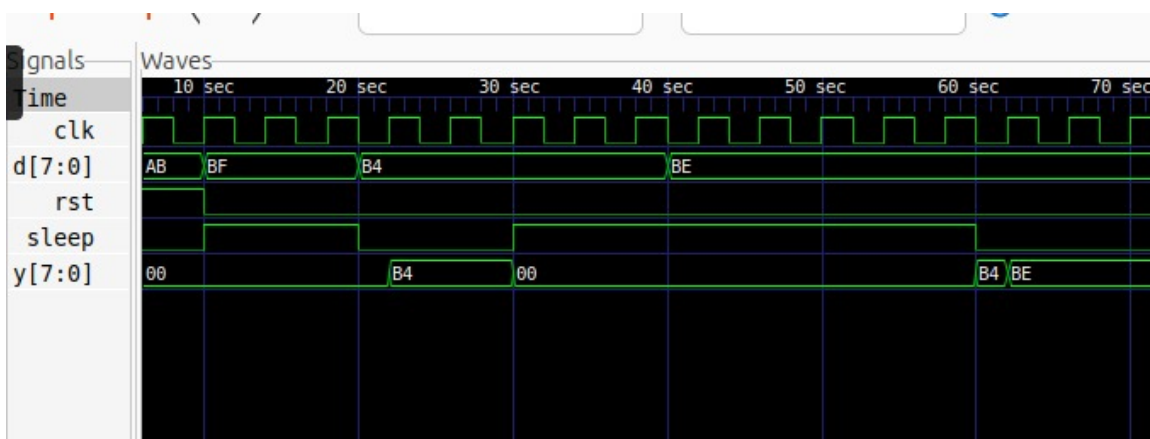 Signals
Waves
Time
10 sec 20 sec 30 sec 40 sec 50 sec 60 sec 70 sec
clk
d[7:0] AB BF B4 BE
rst
sleep
y[7:0] 00 B4 00 B4 BE